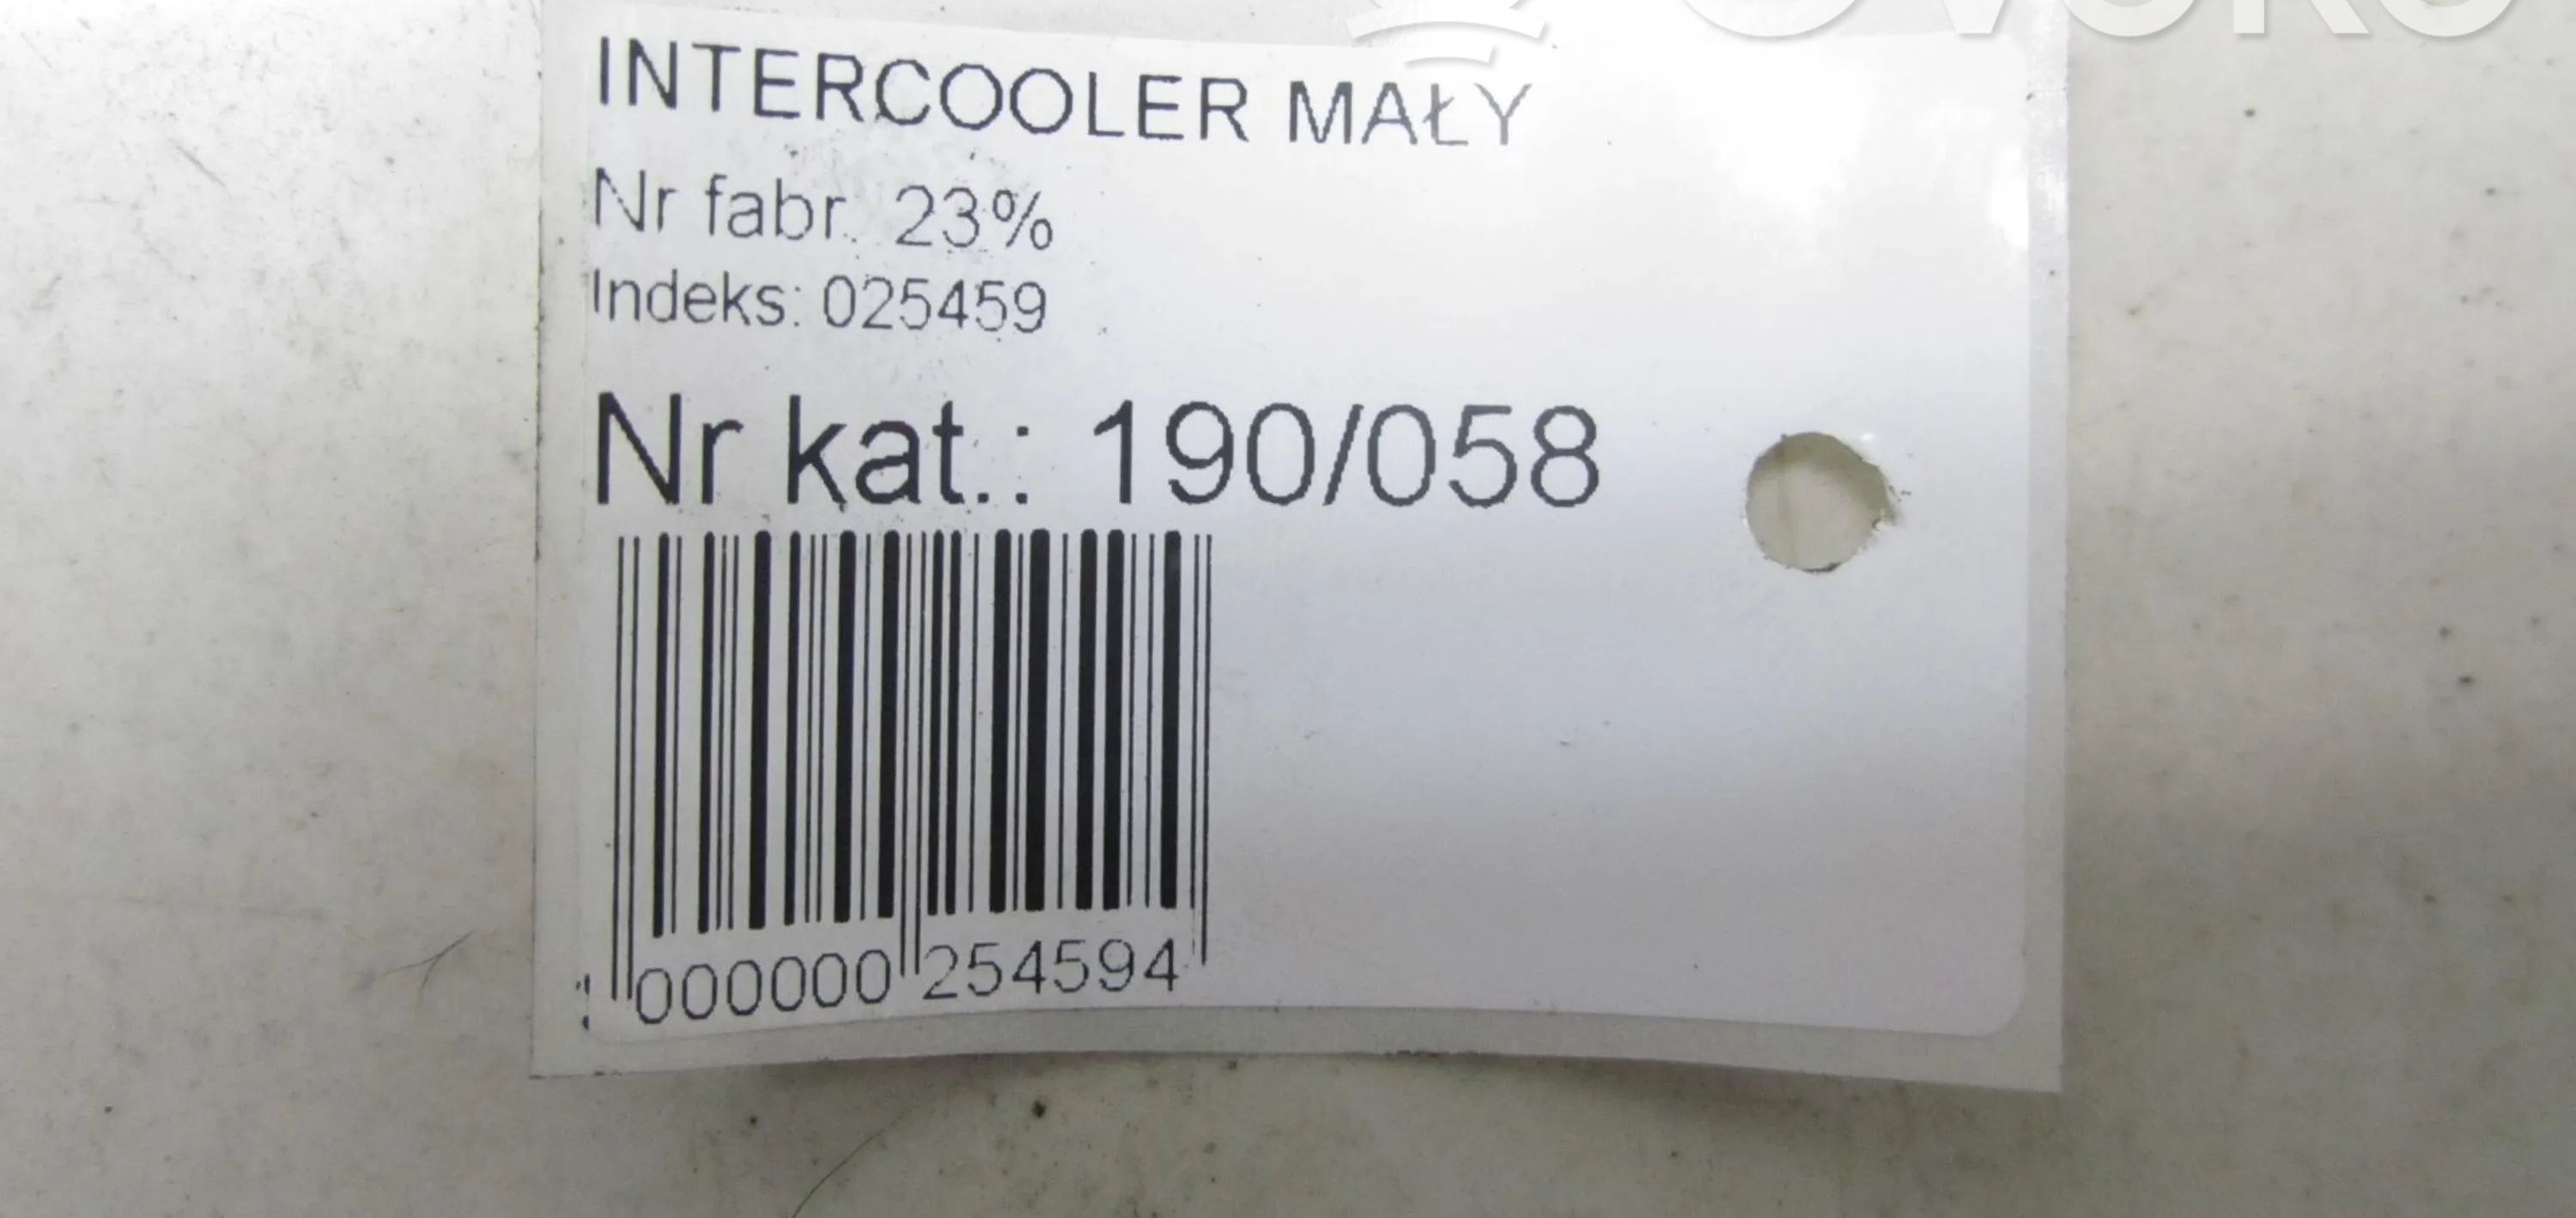 INTERCOOLER MAŁY
Nr fabr. 23%
Indeks: 025459
Nr kat.: 190/058
000000 254594